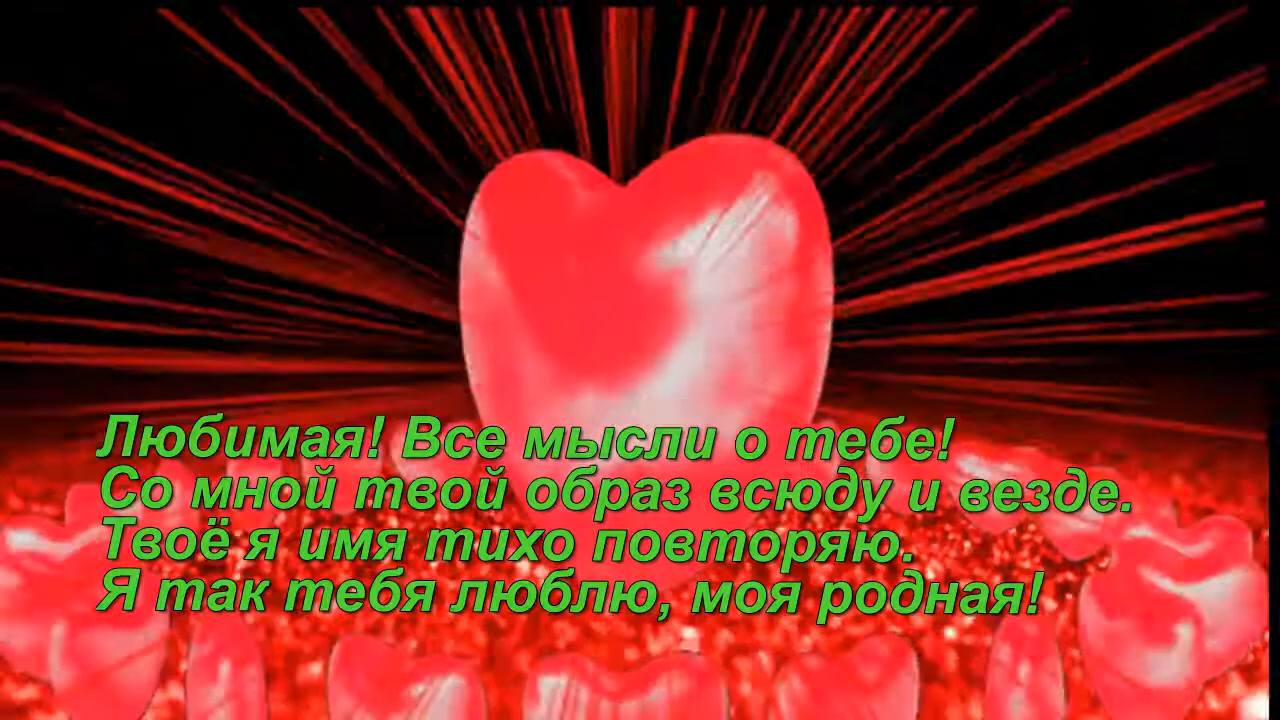 Любимая! Все мысли о тебе!
Со мной твой образ всюду и везде.
Твоё я имя тихо повторяю.
Я так тебя люблю, моя родная!